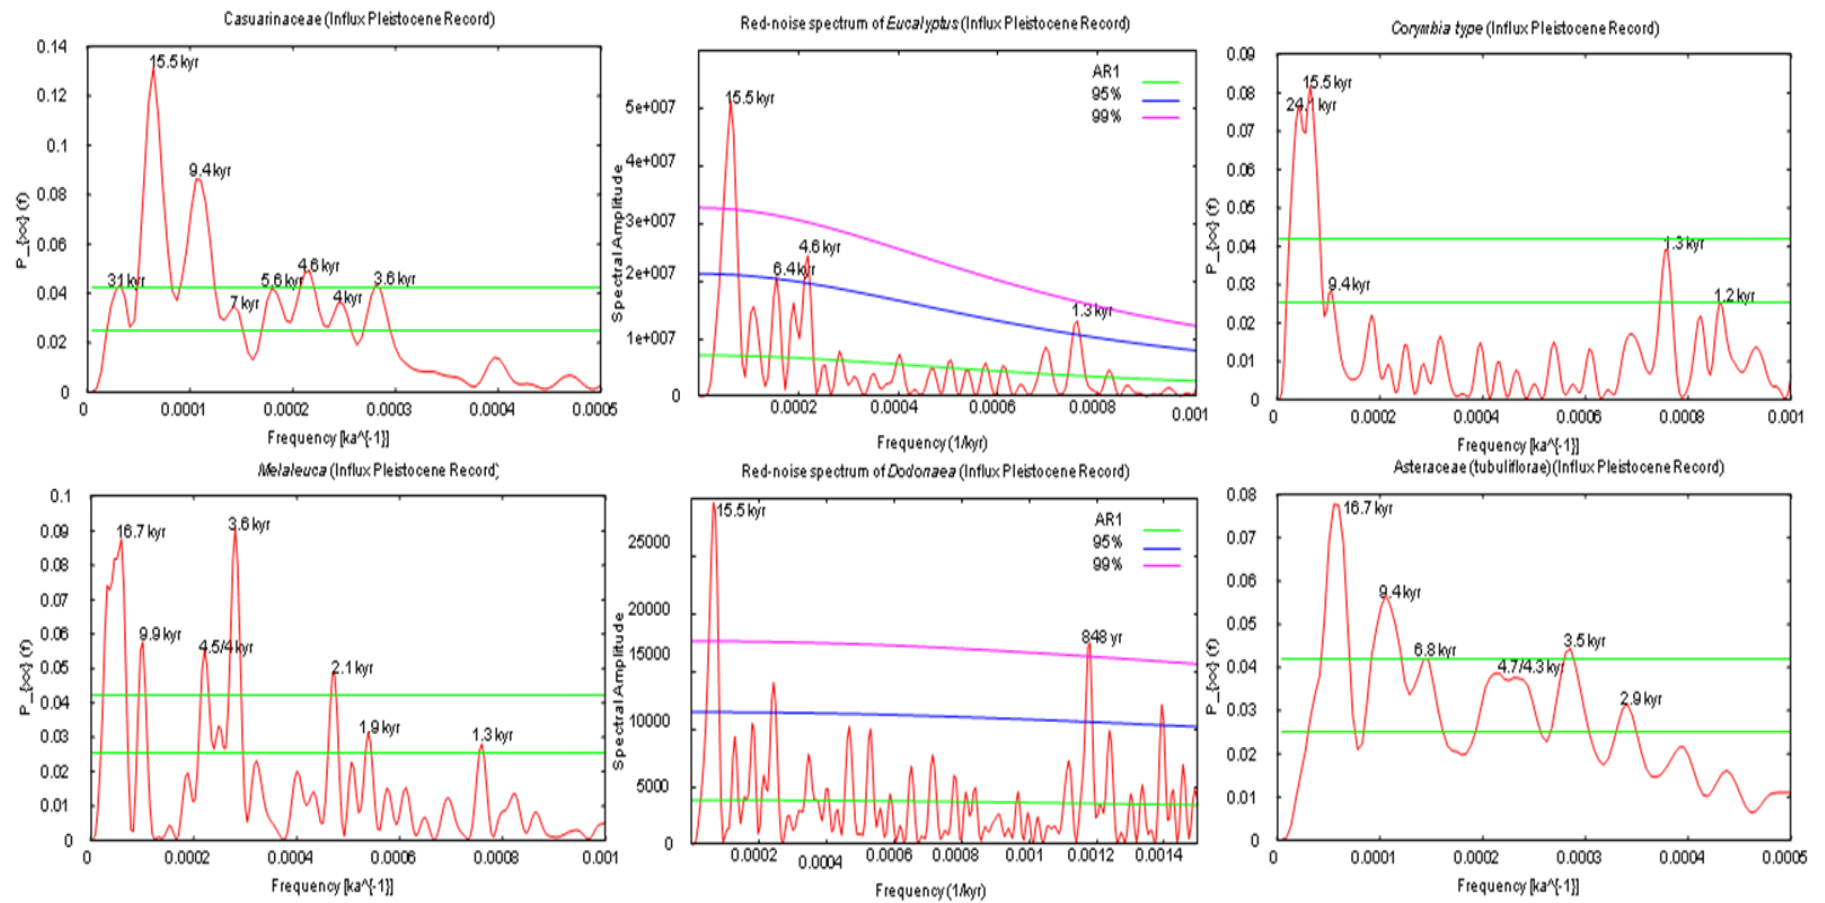 Casuarinaceae (Influx Pleistocene Record)
0.14
0.12
0.1
0.08
0.06
0.04
0.02
0
P_{xx} (f)
15.5 kyr
9.4 kyr
31 kyr
7 kyr
5.6 kyr
4.6 kyr
4 kyr
3.6 kyr
0 0.0001 0.0002 0.0003 0.0004 0.0005
Frequency [ka^{-1}]
Red-noise spectrum of Eucalyptus (Influx Pleistocene Record)
5e+007
4e+007
3e+007
2e+007
1e+007
0
Spectral Amplitude
AR1
95%
99%
15.5 kyr
6.4 kyr
4.6 kyr
1.3 kyr
0.0002 0.0004 0.0006 0.0008 0.001
Frequency (1/kyr)
Corymbia type (Influx Pleistocene Record)
0.09
0.08
0.07
0.06
0.05
0.04
0.03
0.02
0.01
0
P_{xx} (f)
15.5 kyr
24.1 kyr
9.4 kyr
1.3 kyr
1.2 kyr
0 0.0002 0.0004 0.0006 0.0008 0.001
Frequency [ka^{-1}]
Melaleuca (Influx Pleistocene Record)
0.1
0.09
0.08
0.07
0.06
0.05
0.04
0.03
0.02
0.01
0
P_{xx} (f)
16.7 kyr
9.9 kyr
4.5/4 kyr
3.6 kyr
2.1 kyr
1.9 kyr
1.3 kyr
0 0.0002 0.0004 0.0006 0.0008 0.001
Frequency [ka^{-1}]
Red-noise spectrum of Dodonaea (Influx Pleistocene Record)
25000
20000
15000
10000
5000
0
Spectral Amplitude
AR1
95%
99%
15.5 kyr
848 yr
0.0002 0.0004 0.0006 0.0008 0.001 0.0012 0.0014
Frequency (1/kyr)
Asteraceae (tubuliflorae) (Influx Pleistocene Record)
0.08
0.07
0.06
0.05
0.04
0.03
0.02
0.01
0
P_{xx} (f)
16.7 kyr
9.4 kyr
6.8 kyr
4.7/4.3 kyr
3.5 kyr
2.9 kyr
0 0.0001 0.0002 0.0003 0.0004 0.0005
Frequency [ka^{-1}]